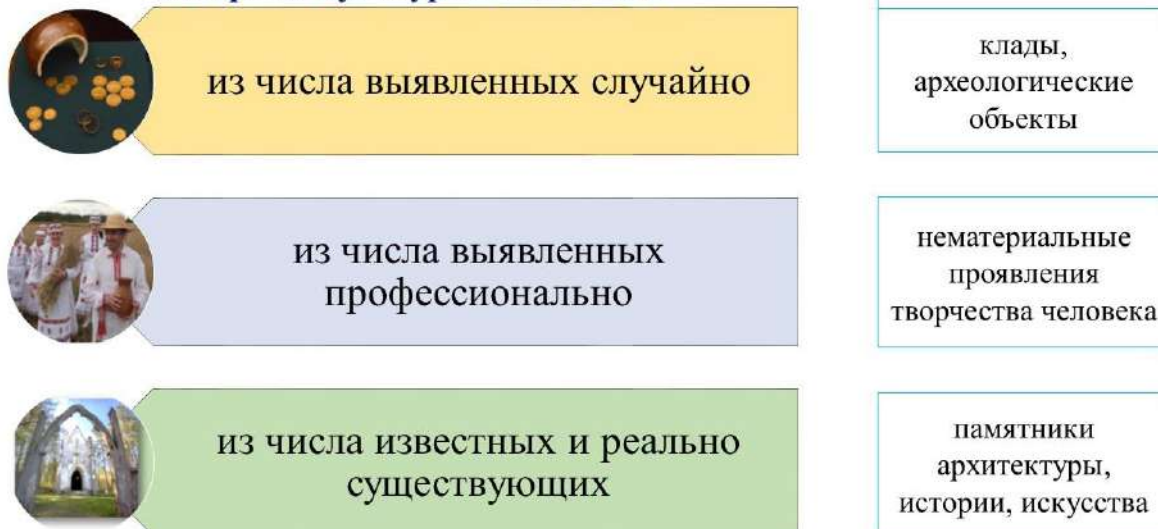 из числа выявленных случайно
клады,
археологические
объекты
из числа выявленных
профессионально
нематериальные
проявления
творчества человека
из числа известных и реально
существующих
памятники
архитектуры,
истории, искусства